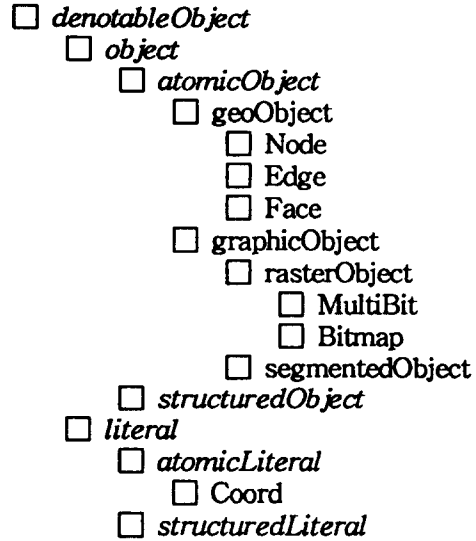 denotableObject
object
atomicObject
geoObject
Node
Edge
Face
graphicObject
rasterObject
MultiBit
Bitmap
segmentedObject
structuredObject
literal
atomicLiteral
Coord
structuredLiteral